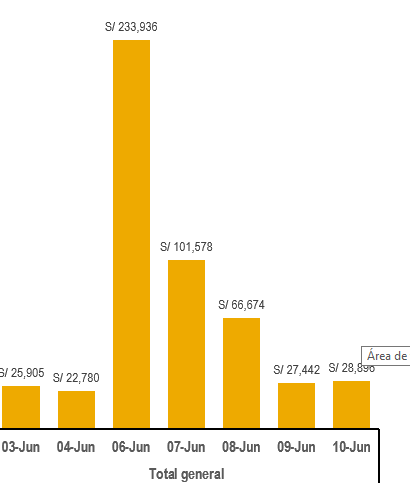 S/ 233,936
S/ 101,578
S/ 66,674
Área de
S/ 25,905
S/ 22,780
S/ 27,442
S/ 28,896
03-Jun 04-Jun 06-Jun 07-Jun 08-Jun 09-Jun 10-Jun
Total general